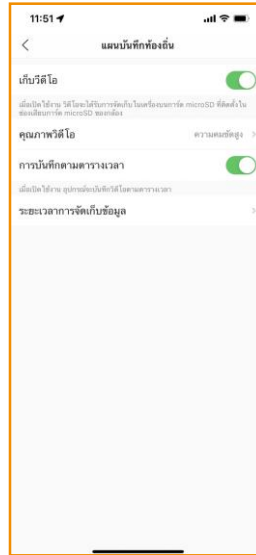 11:51
แผนบันทึกท้องถิ่น
เก็บวีดีโอ
เมื่อเปิดใช้งาน วิดีโอจะได้รับการจัดเก็บในเครื่องบนการ์ด microSD ที่ติดตั้งใน
ช่องเสียบการ์ด microSD ของกล้อง
คุณภาพวิดีโอ ความคมชัดสูง
การบันทึกตามตารางเวลา
เมื่อเปิดใช้งาน อุปกรณ์จะบันทึกวิดีโอตามตารางเวลา
ระยะเวลาการจัดเก็บข้อมูล